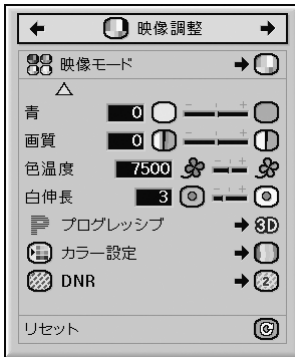 映像調整
映像モード
青 0
画質 0
色温度 7500
白伸長 3
P プログレッシブ 3D
カラー設定
DNR 2
リセット